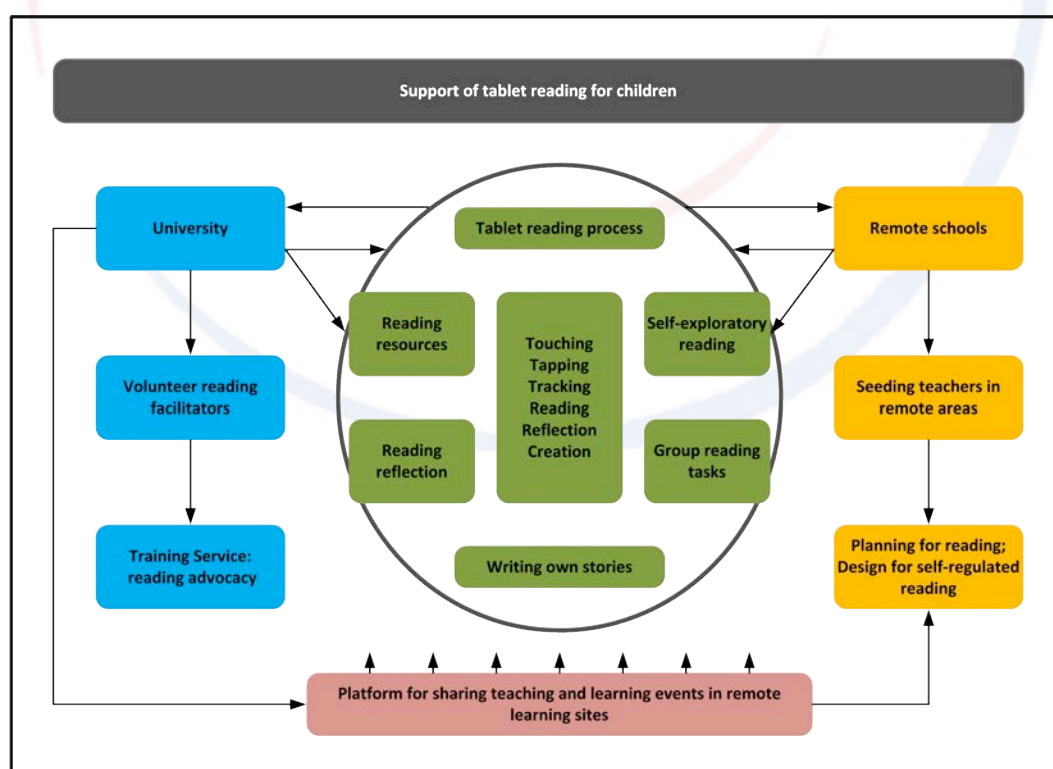 Support of tablet reading for children
University
Tablet reading process
Remote schools
Reading
resources
Touching
Tapping
Tracking
Reading
Reflection
Creation
Self-exploratory
reading
Volunteer reading
facilitators
Seeding teachers in
remote areas
Reading
reflection
Group reading
tasks
Training Service:
reading advocacy
Writing own stories
Planning for reading;
Design for self-regulated
reading
Platform for sharing teaching and learning events in remote
learning sites